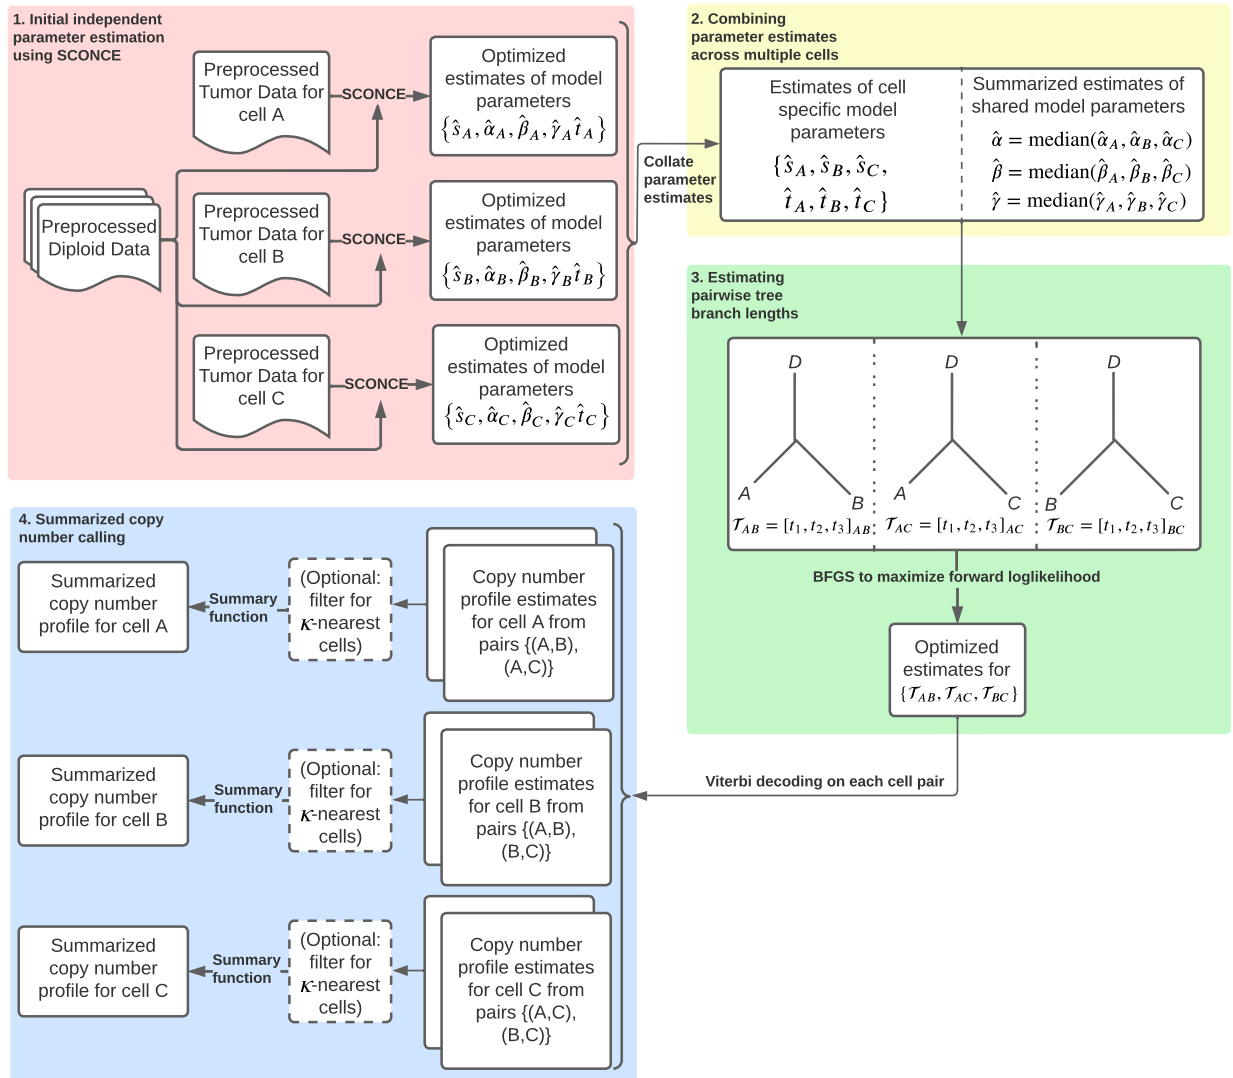 1. Initial independent
parameter estimation
using SCONCE
Preprocessed
Diploid Data
Preprocessed
Tumor Data for
cell A
SCONCE
Optimized
estimates of model
parameters
{ŝ_A, α̂_A, β̂_A, γ̂_A t̂_A}
Preprocessed
Tumor Data for
cell B
SCONCE
Optimized
estimates of model
parameters
{ŝ_B, α̂_B, β̂_B, γ̂_B t̂_B}
Preprocessed
Tumor Data for
cell C
SCONCE
Optimized
estimates of model
parameters
{ŝ_C, α̂_C, β̂_C, γ̂_C t̂_C}
Collate
parameter
estimates
2. Combining
parameter estimates
across multiple cells
Estimates of cell
specific model
parameters
{ŝ_A, ŝ_B, ŝ_C,
t̂_A, t̂_B, t̂_C}
Summarized estimates of
shared model parameters
α̂ = median(α̂_A, α̂_B, α̂_C)
β̂ = median(β̂_A, β̂_B, β̂_C)
γ̂ = median(γ̂_A, γ̂_B, γ̂_C)
3. Estimating
pairwise tree
branch lengths
D
A
B
𝒯_AB = [t₁, t₂, t₃]_AB
D
A
C
𝒯_AC = [t₁, t₂, t₃]_AC
D
B
C
𝒯_BC = [t₁, t₂, t₃]_BC
BFGS to maximize forward loglikelihood
Optimized
estimates for
{𝒯_AB, 𝒯_AC, 𝒯_BC}
Viterbi decoding on each cell pair
4. Summarized copy
number calling
Copy number
profile estimates
for cell A from
pairs {(A,B),
(A,C)}
(Optional:
filter for
κ-nearest
cells)
Summary
function
Summarized
copy number
profile for cell A
Copy number
profile estimates
for cell B from
pairs {(A,B),
(B,C)}
(Optional:
filter for
κ-nearest
cells)
Summary
function
Summarized
copy number
profile for cell B
Copy number
profile estimates
for cell C from
pairs {(A,C),
(B,C)}
(Optional:
filter for
κ-nearest
cells)
Summary
function
Summarized
copy number
profile for cell C